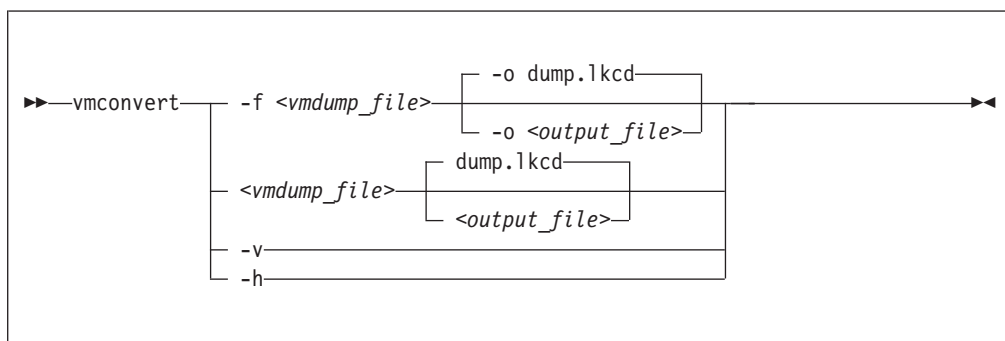 -o dump.lkcd
vmconvert -f <vmdump_file>
-o <output_file>
dump.lkcd
<vmdump_file>
<output_file>
-v
-h